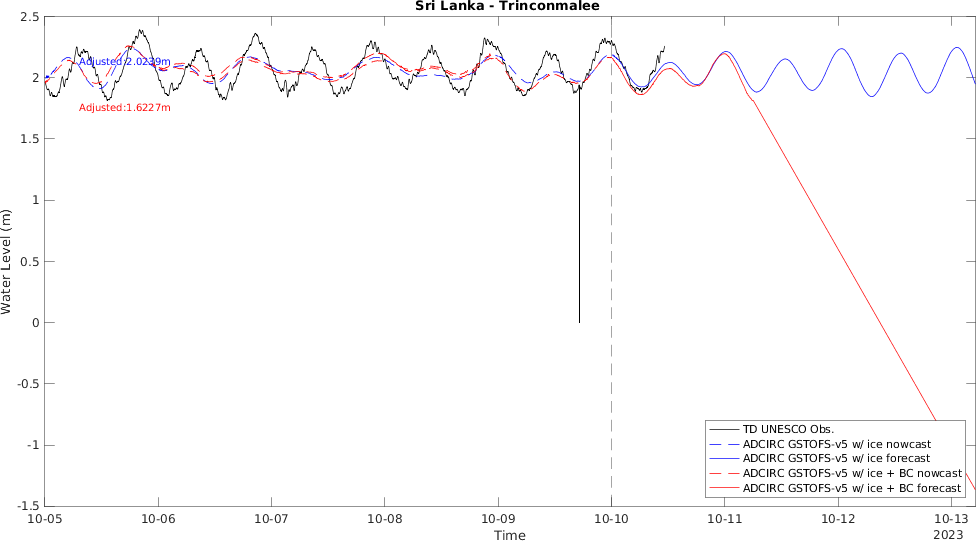 Sri Lanka - Trinconmalee
2.5
2
1.5
1
0.5
0
-0.5
-1
-1.5
Water Level (m)
Adjusted:2.0239m
Adjusted:1.6227m
TD UNESCO Obs.
ADCIRC GSTOFS-v5 w/ ice nowcast
ADCIRC GSTOFS-v5 w/ ice forecast
ADCIRC GSTOFS-v5 w/ ice + BC nowcast
ADCIRC GSTOFS-v5 w/ ice + BC forecast
10-05 10-06 10-07 10-08 10-09 10-10 10-11 10-12 10-13
Time
2023